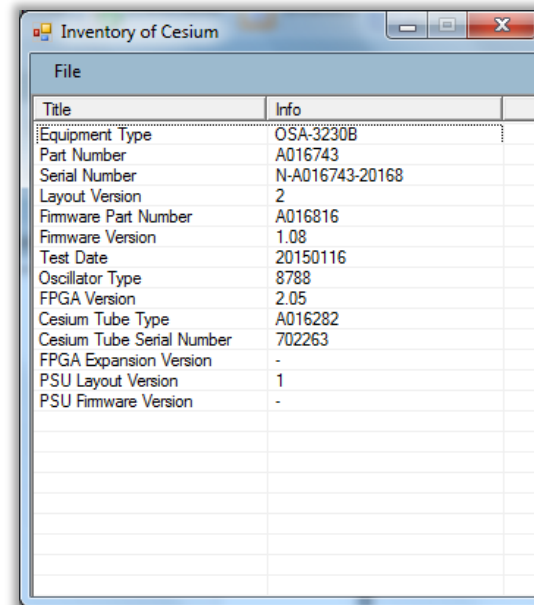 Inventory of Cesium
File
Title Info
Equipment Type OSA-3230B
Part Number A016743
Serial Number N-A016743-20168
Layout Version 2
Firmware Part Number A016816
Firmware Version 1.08
Test Date 20150116
Oscillator Type 8788
FPGA Version 2.05
Cesium Tube Type A016282
Cesium Tube Serial Number 702263
FPGA Expansion Version -
PSU Layout Version 1
PSU Firmware Version -